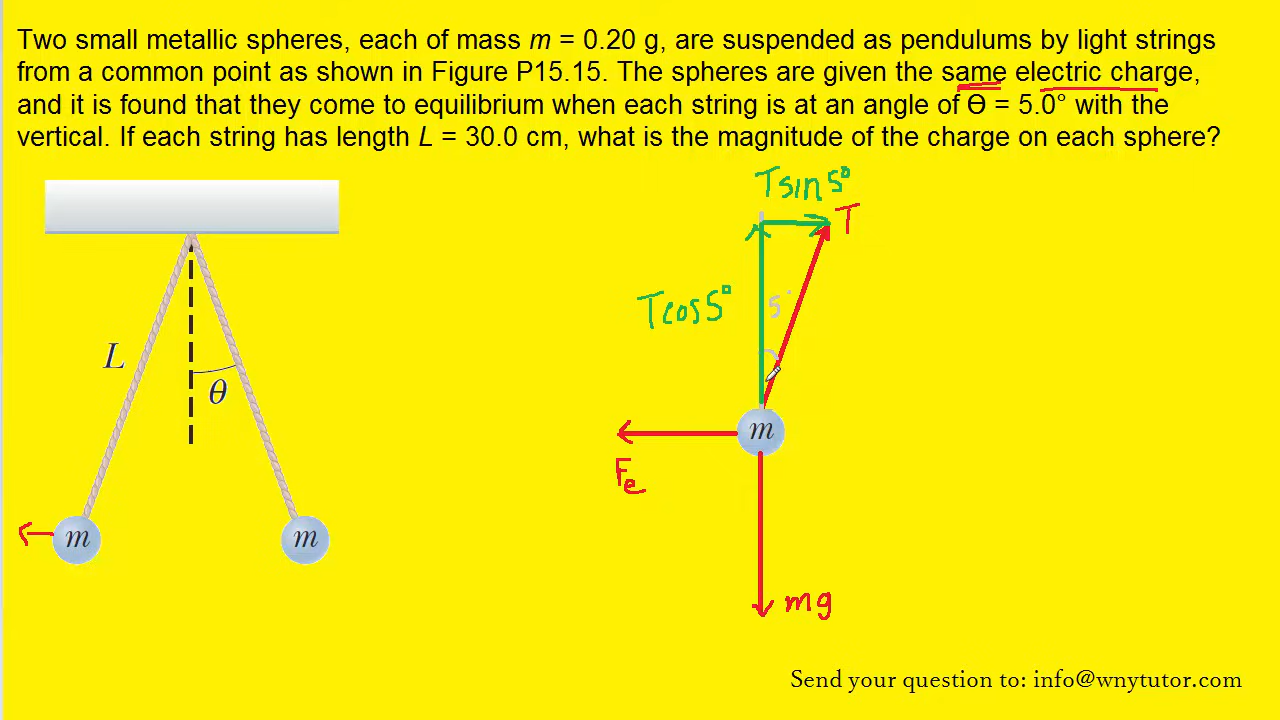 Two small metallic spheres, each of mass m = 0.20 g, are suspended as pendulums by light strings
from a common point as shown in Figure P15.15. The spheres are given the same electric charge,
and it is found that they come to equilibrium when each string is at an angle of Ɵ = 5.0° with the
vertical. If each string has length L = 30.0 cm, what is the magnitude of the charge on each sphere?
Tsin5°
T
Tcos5°
5°
L
θ
m
Fe
m
m
mg
Send your question to: info@wnytutor.com